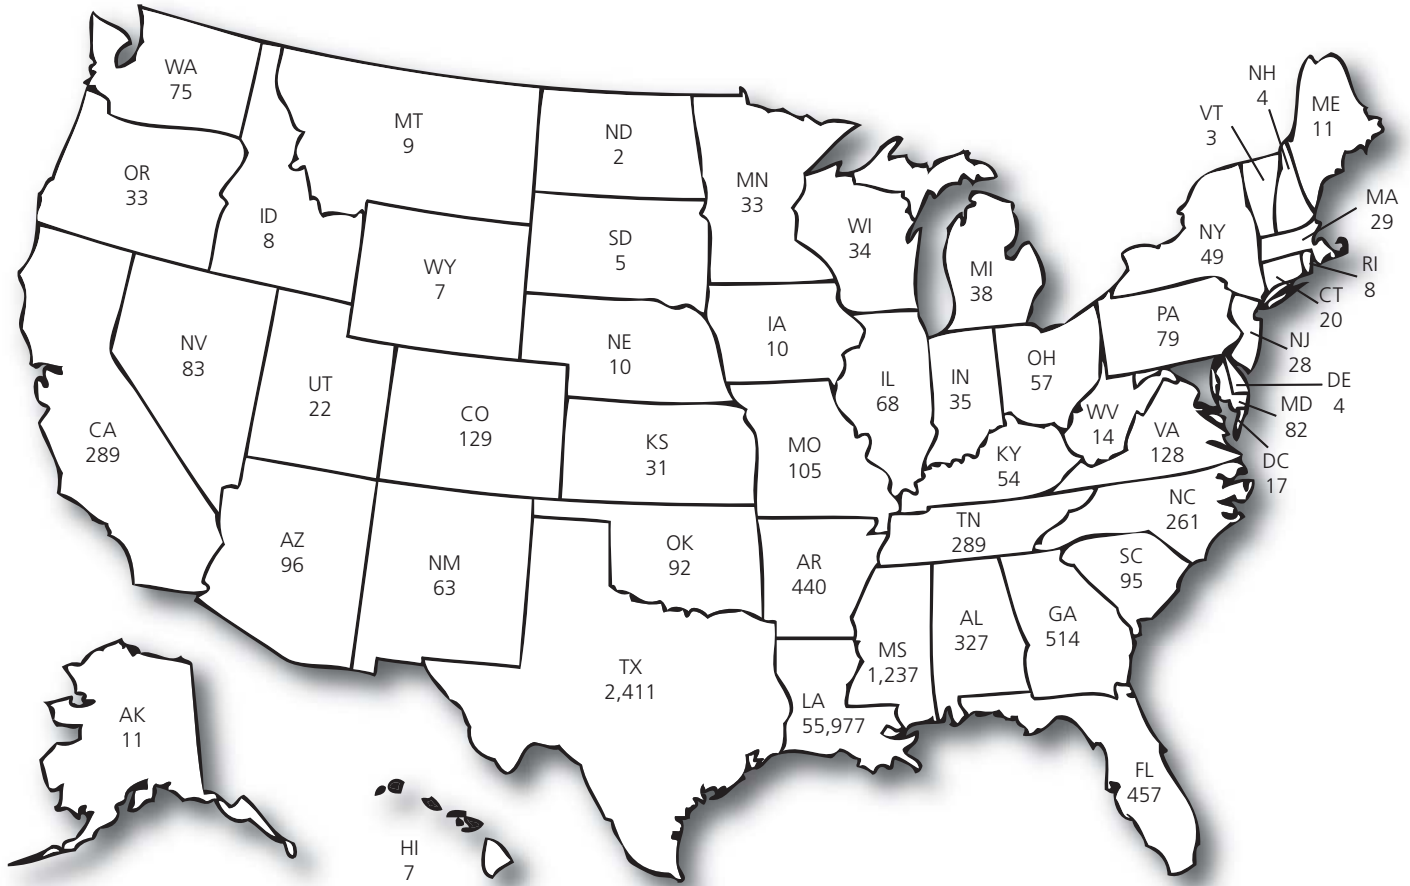 WA
75
MT
9
ND
2
MN
33
OR
33
ID
8
SD
5
WI
34
MI
38
WY
7
NH
4
ME
11
VT
3
MA
29
NY
49
RI
8
CT
20
PA
79
NJ
28
DE
4
MD
82
DC
17
NV
83
UT
22
CO
129
NE
10
IA
10
IL
68
IN
35
OH
57
WV
14
VA
128
CA
289
KS
31
MO
105
KY
54
NC
261
TN
289
SC
95
AZ
96
NM
63
OK
92
AR
440
MS
1,237
AL
327
GA
514
TX
2,411
LA
55,977
FL
457
AK
11
HI
7